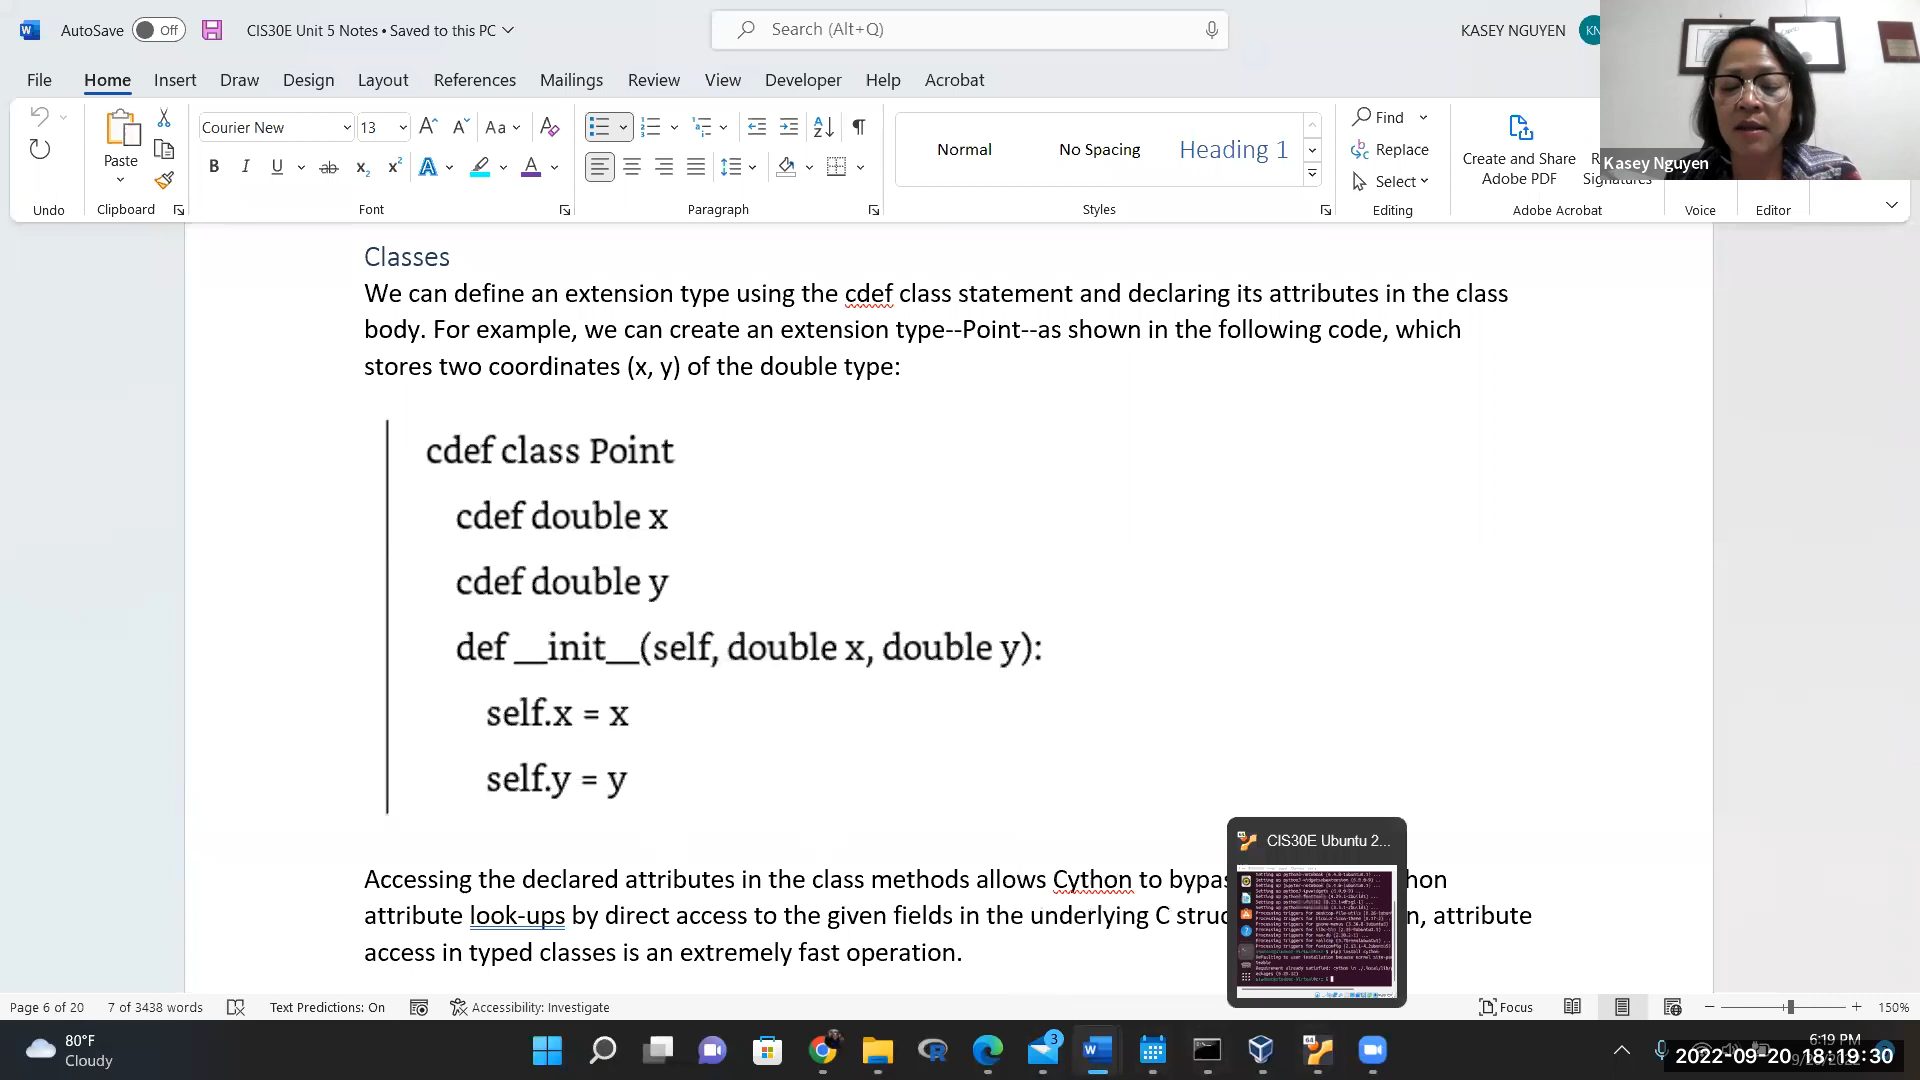 AutoSave Off CIS30E Unit 5 Notes • Saved to this PC Search (Alt+Q) KASEY NGUYEN KN
File Home Insert Draw Design Layout References Mailings Review View Developer Help Acrobat
Courier New 13 Find
Paste Normal No Spacing Heading 1 Replace
Create and Share
Adobe PDF
Select
Signatures
Kasey Nguyen
Undo Clipboard Font Paragraph Styles Editing Adobe Acrobat Voice Editor
Classes
We can define an extension type using the cdef class statement and declaring its attributes in the class
body. For example, we can create an extension type--Point--as shown in the following code, which
stores two coordinates (x, y) of the double type:
cdef class Point
cdef double x
cdef double y
def __init__(self, double x, double y):
self.x = x
self.y = y
CIS30E Ubuntu 2...
Accessing the declared attributes in the class methods allows Cython to
attribute look-ups by direct access to the given fields in the underlying C attribute
access in typed classes is an extremely fast operation.
Page 6 of 20 7 of 3438 words Text Predictions: On Accessibility: Investigate Focus 150%
80°F
Cloudy
3
64
6:19 PM
2022-09-20 18:19:30